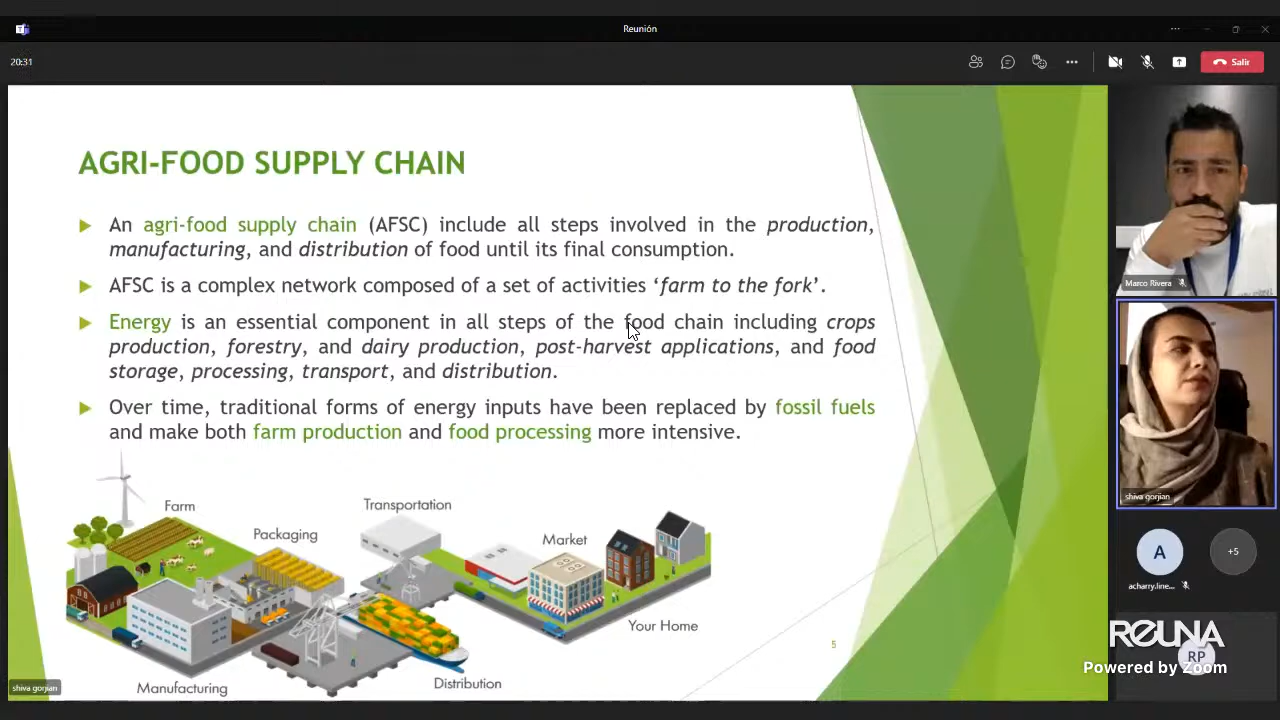 Reunión
20:31
Salir
AGRI-FOOD SUPPLY CHAIN
An agri-food supply chain (AFSC) include all steps involved in the production,
manufacturing, and distribution of food until its final consumption.
AFSC is a complex network composed of a set of activities ‘farm to the fork’.
Energy is an essential component in all steps of the food chain including crops
production, forestry, and dairy production, post-harvest applications, and food
storage, processing, transport, and distribution.
Over time, traditional forms of energy inputs have been replaced by fossil fuels
and make both farm production and food processing more intensive.
Farm
Packaging
Transportation
Market
Your Home
Manufacturing
Distribution
5
shiva gorjian
Marco Rivera
shiva gorjian
A
+5
acharry.line...
REUNA
RP
Powered by Zoom